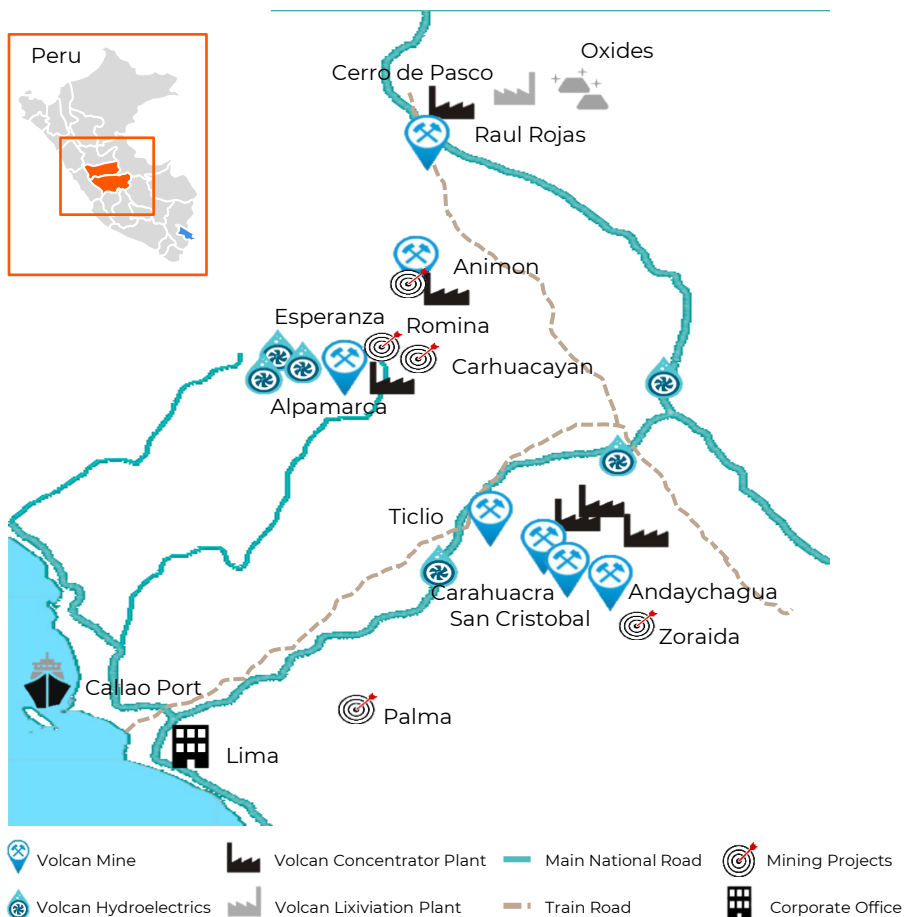 Peru
Oxides
Cerro de Pasco
Raul Rojas
Animon
Esperanza
Romina
Carhuacayan
Alpamarca
Ticlio
Carahuacra
Andaychagua
San Cristobal
Zoraida
Callao Port
Palma
Lima
Volcan Mine
Volcan Concentrator Plant
Main National Road
Mining Projects
Volcan Hydroelectrics
Volcan Lixiviation Plant
Train Road
Corporate Office